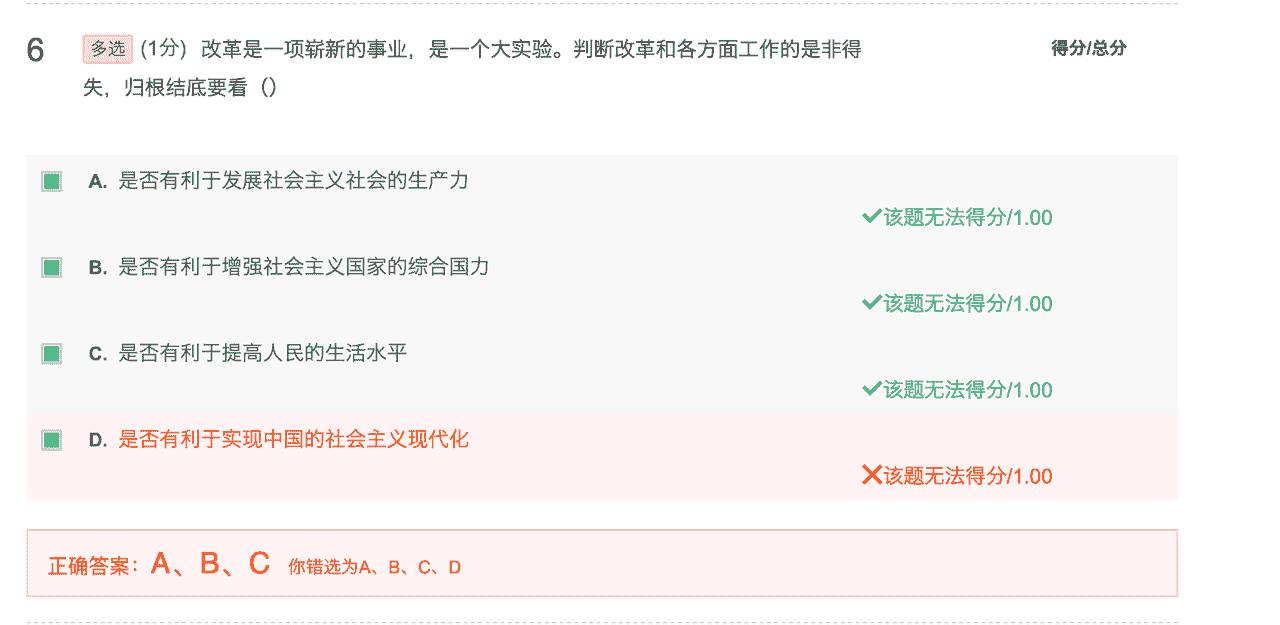 6 多选 (1分) 改革是一项崭新的事业，是一个大实验。判断改革和各方面工作的是非得 得分/总分
失，归根结底要看（）
A. 是否有利于发展社会主义社会的生产力
该题无法得分/1.00
B. 是否有利于增强社会主义国家的综合国力
该题无法得分/1.00
C. 是否有利于提高人民的生活水平
该题无法得分/1.00
D. 是否有利于实现中国的社会主义现代化
该题无法得分/1.00
正确答案：A、B、C 你错选为A、B、C、D